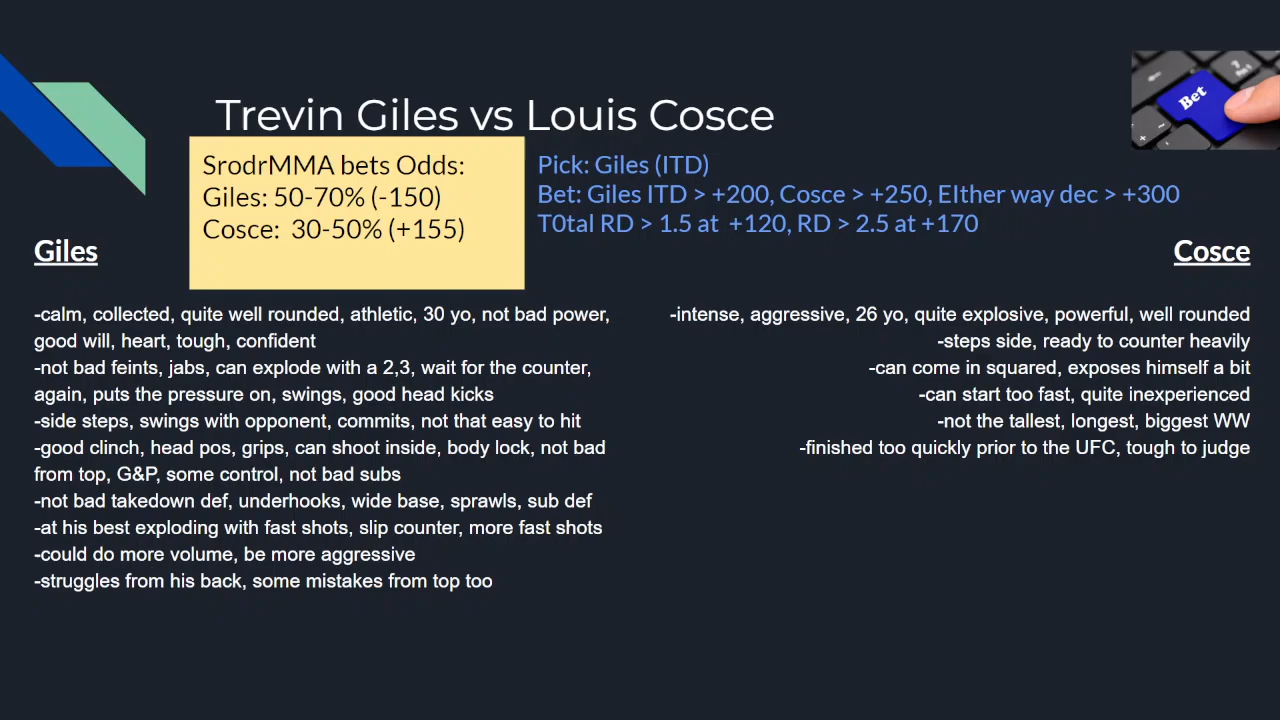 Bet
Trevin Giles vs Louis Cosce
SrodrMMA bets Odds:
Giles: 50-70% (-150)
Cosce: 30-50% (+155)
Pick: Giles (ITD)
Bet: Giles ITD > +200, Cosce > +250, EIther way dec > +300
T0tal RD > 1.5 at +120, RD > 2.5 at +170
Giles
-calm, collected, quite well rounded, athletic, 30 yo, not bad power,
good will, heart, tough, confident
-not bad feints, jabs, can explode with a 2,3, wait for the counter,
again, puts the pressure on, swings, good head kicks
-side steps, swings with opponent, commits, not that easy to hit
-good clinch, head pos, grips, can shoot inside, body lock, not bad
from top, G&P, some control, not bad subs
-not bad takedown def, underhooks, wide base, sprawls, sub def
-at his best exploding with fast shots, slip counter, more fast shots
-could do more volume, be more aggressive
-struggles from his back, some mistakes from top too
Cosce
-intense, aggressive, 26 yo, quite explosive, powerful, well rounded
-steps side, ready to counter heavily
-can come in squared, exposes himself a bit
-can start too fast, quite inexperienced
-not the tallest, longest, biggest WW
-finished too quickly prior to the UFC, tough to judge